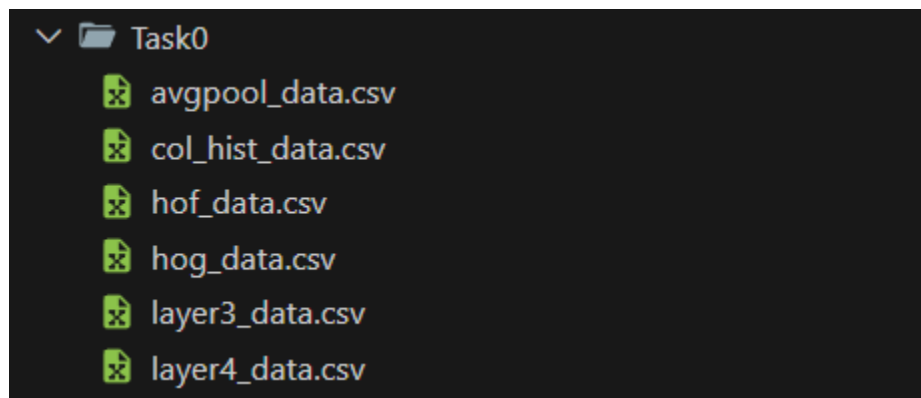 Task0
avgpool_data.csv
col_hist_data.csv
hof_data.csv
hog_data.csv
layer3_data.csv
layer4_data.csv